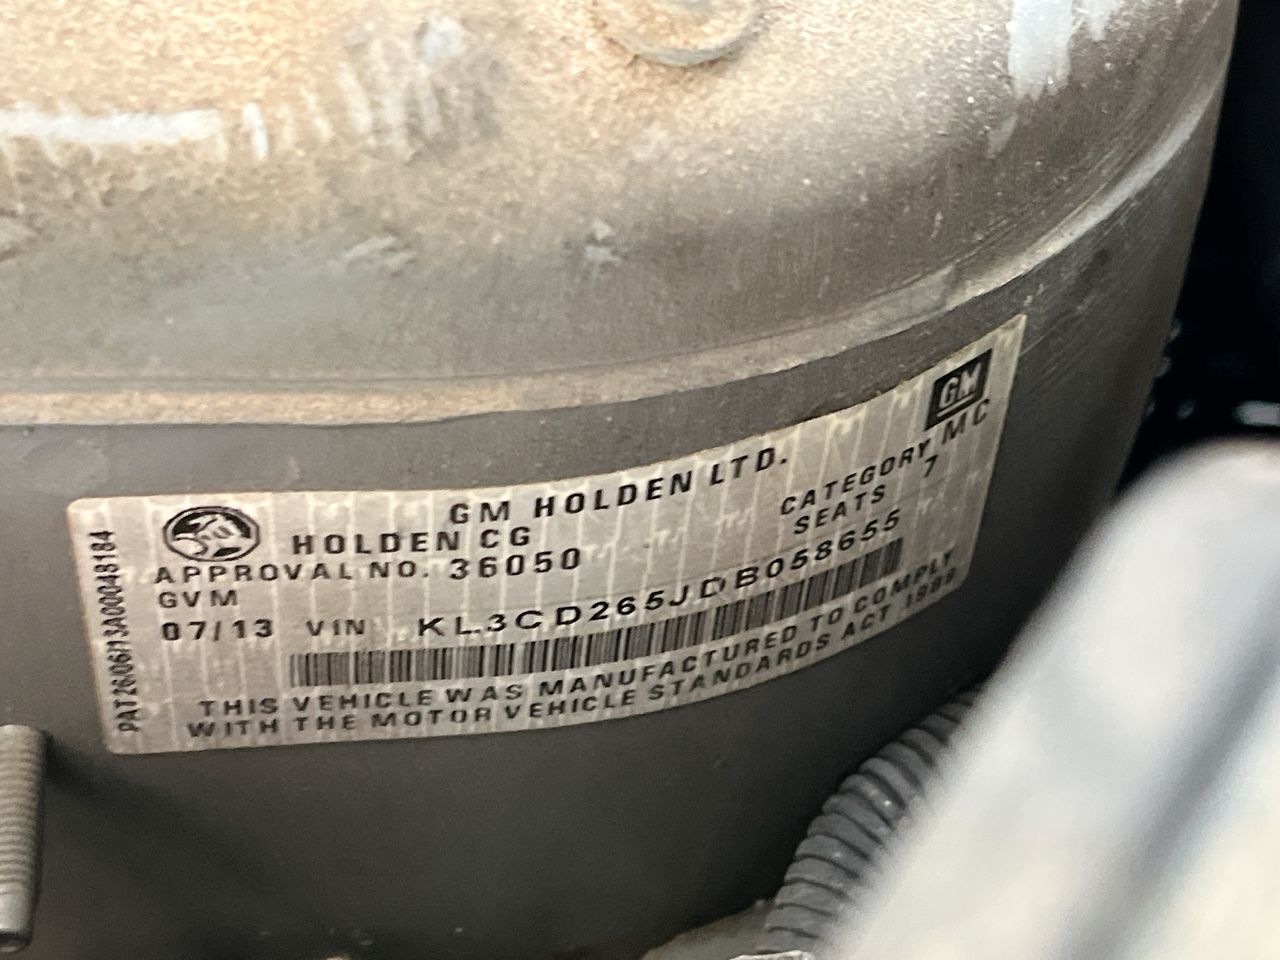 GM
GM HOLDEN LTD.
HOLDEN CG
CATEGORY MC
APPROVAL NO. 36050
SEATS 7
GVM
07/13 VIN KL3CD265JDB058655
THIS VEHICLE WAS MANUFACTURED TO COMPLY
WITH THE MOTOR VEHICLE STANDARDS ACT 1989
PAT26/06/13A00048184